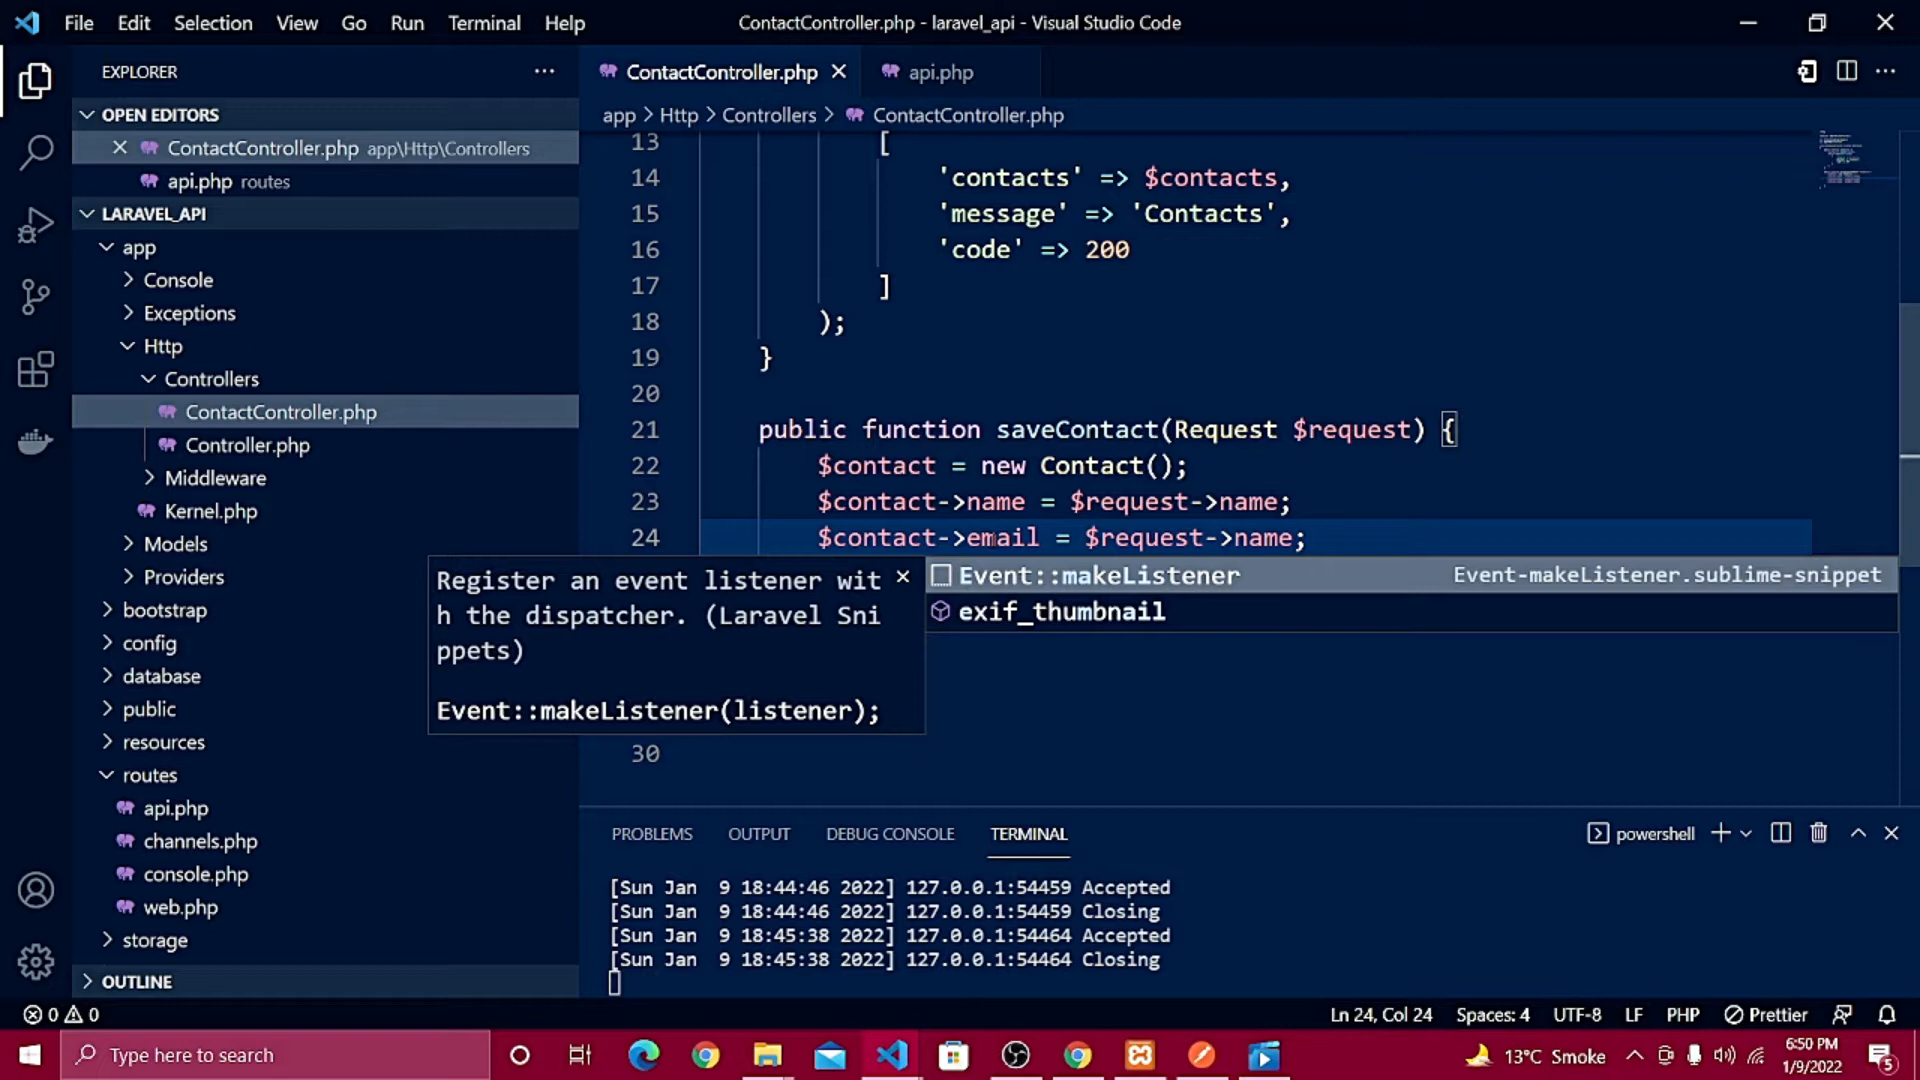 File Edit Selection View Go Run Terminal Help
ContactController.php - laravel_api - Visual Studio Code
EXPLORER
OPEN EDITORS
ContactController.php app\Http\Controllers
api.php routes
LARAVEL_API
app
Console
Exceptions
Http
Controllers
ContactController.php
Controller.php
Middleware
Kernel.php
Models
Providers
bootstrap
config
database
public
resources
routes
api.php
channels.php
console.php
web.php
storage
OUTLINE
ContactController.php
api.php
app > Http > Controllers > ContactController.php
13 [
14 'contacts' => $contacts,
15 'message' => 'Contacts',
16 'code' => 200
17 ]
18 );
19 }
20
21 public function saveContact(Request $request) {
22 $contact = new Contact();
23 $contact->name = $request->name;
24 $contact->email = $request->name;
Event::makeListener Event-makeListener.sublime-snippet
exif_thumbnail
Register an event listener wit
h the dispatcher. (Laravel Sni
ppets)
Event::makeListener(listener);
30
PROBLEMS OUTPUT DEBUG CONSOLE TERMINAL
powershell
[Sun Jan  9 18:44:46 2022] 127.0.0.1:54459 Accepted
[Sun Jan  9 18:44:46 2022] 127.0.0.1:54459 Closing
[Sun Jan  9 18:45:38 2022] 127.0.0.1:54464 Accepted
[Sun Jan  9 18:45:38 2022] 127.0.0.1:54464 Closing
0 0
Ln 24, Col 24 Spaces: 4 UTF-8 LF PHP Prettier
Type here to search
13°C Smoke
6:50 PM
1/9/2022
5